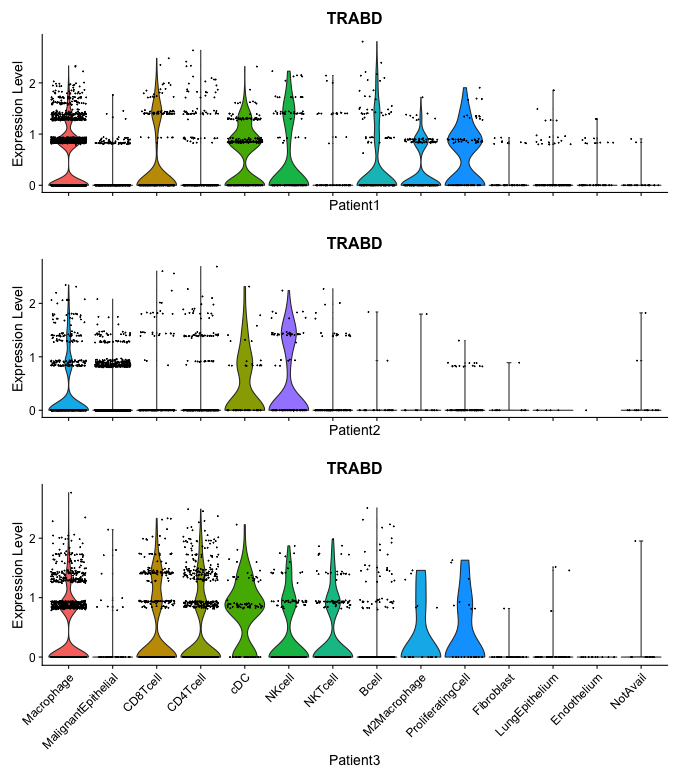 TRABD
Expression Level
2
1
0
Patient1
TRABD
Expression Level
2
1
0
Patient2
TRABD
Expression Level
2
1
0
Macrophage
MalignantEpithelial
CD8Tcell
CD4Tcell
cDC
NKcell
NKTcell
Bcell
M2Macrophage
ProliferatingCell
Fibroblast
LungEpithelium
Endothelium
NotAvail
Patient3